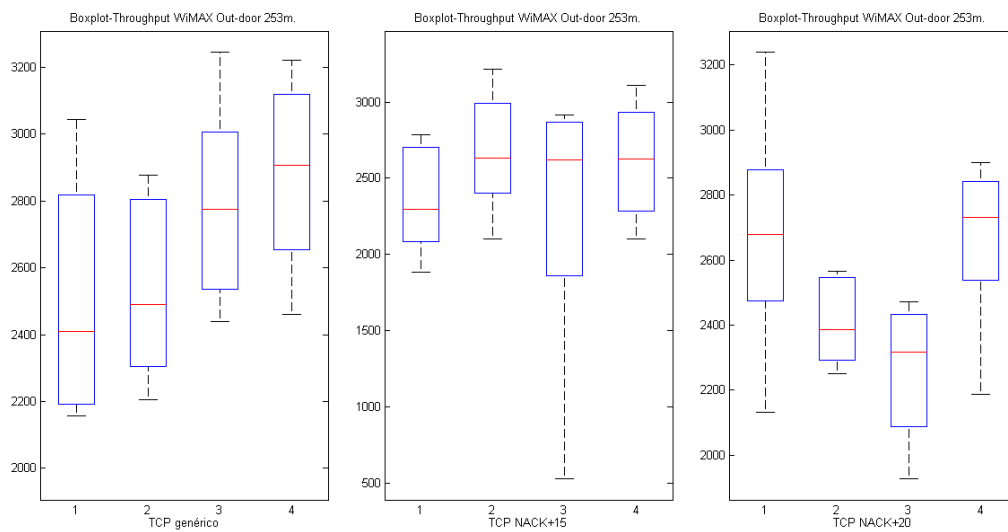 Boxplot-Throughput WiMAX Out-door 253m.
3200
3000
2800
2600
2400
2200
2000
1 2 3 4
TCP genérico
Boxplot-Throughput WiMAX Out-door 253m.
3000
2500
2000
1500
1000
500
1 2 3 4
TCP NACK+15
Boxplot-Throughput WiMAX Out-door 253m.
3200
3000
2800
2600
2400
2200
2000
1 2 3 4
TCP NACK+20